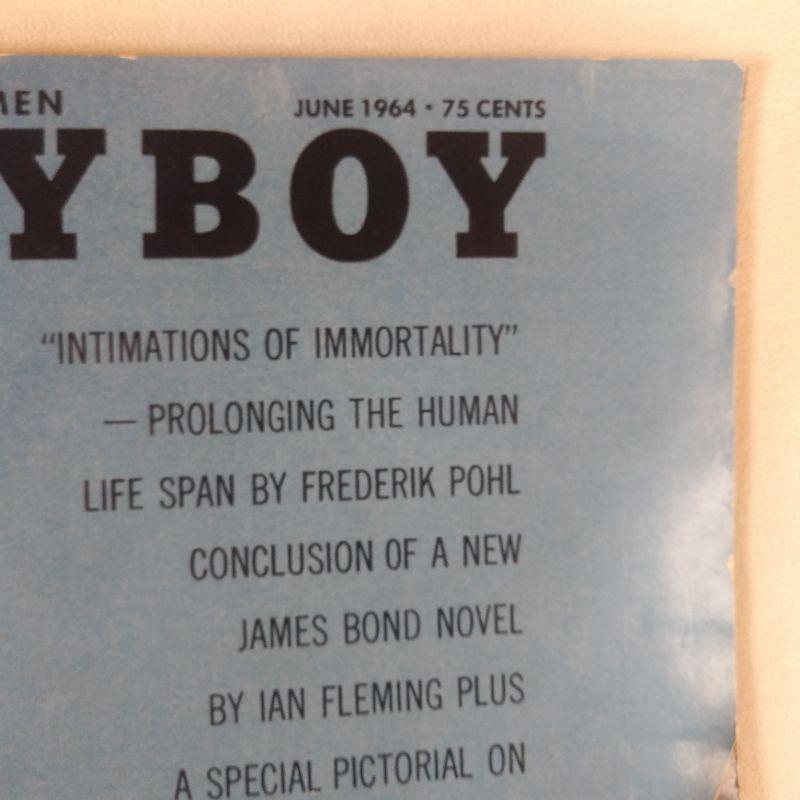 MEN
JUNE 1964 · 75 CENTS
YBOY
“INTIMATIONS OF IMMORTALITY”
— PROLONGING THE HUMAN
LIFE SPAN BY FREDERIK POHL
CONCLUSION OF A NEW
JAMES BOND NOVEL
BY IAN FLEMING PLUS
A SPECIAL PICTORIAL ON